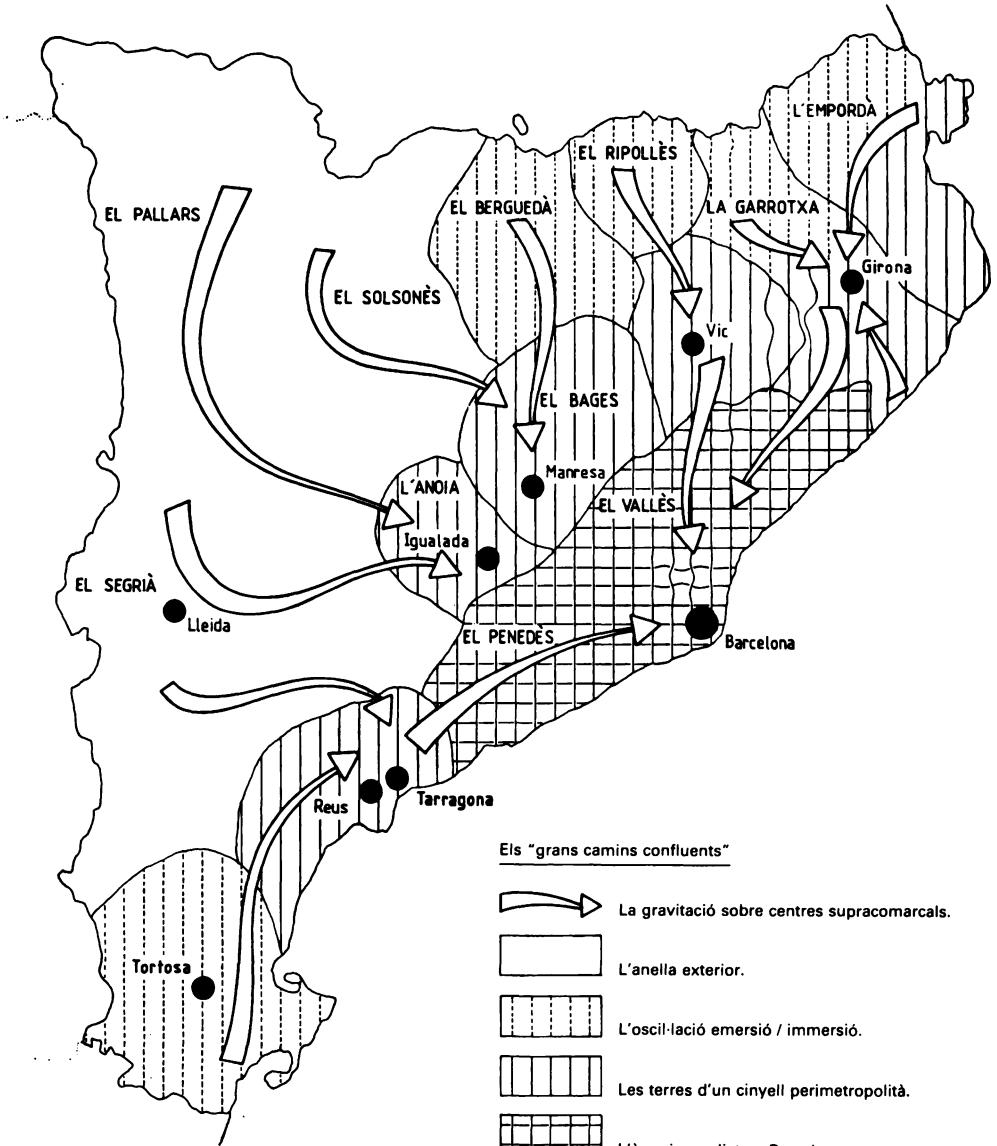 L'EMPORDÀ
EL RIPOLLÈS
EL PALLARS
EL BERGUEDÀ
LA GARROTXA
Girona
EL SOLSONÈS
Vic
EL BAGES
Manresa
L'ANOIA
EL VALLÈS
Igualada
EL SEGRIÀ
Lleida
EL PENEDÈS
Barcelona
Reus
Tarragona
Tortosa
Els "grans camins confluents"
La gravitació sobre centres supracomarcals.
L'anella exterior.
L'oscil·lació emersió / immersió.
Les terres d'un cinyell perimetropolità.